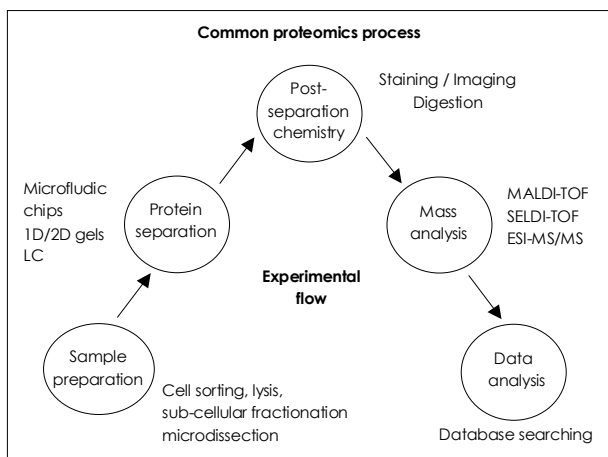 Common proteomics process
Post-
separation
chemistry
Staining / Imaging
Digestion
Microfludic
chips
1D/2D gels
LC
Protein
separation
Mass
analysis
MALDI-TOF
SELDI-TOF
ESI-MS/MS
Experimental
flow
Sample
preparation
Cell sorting, lysis,
sub-cellular fractionation
microdissection
Data
analysis
Database searching